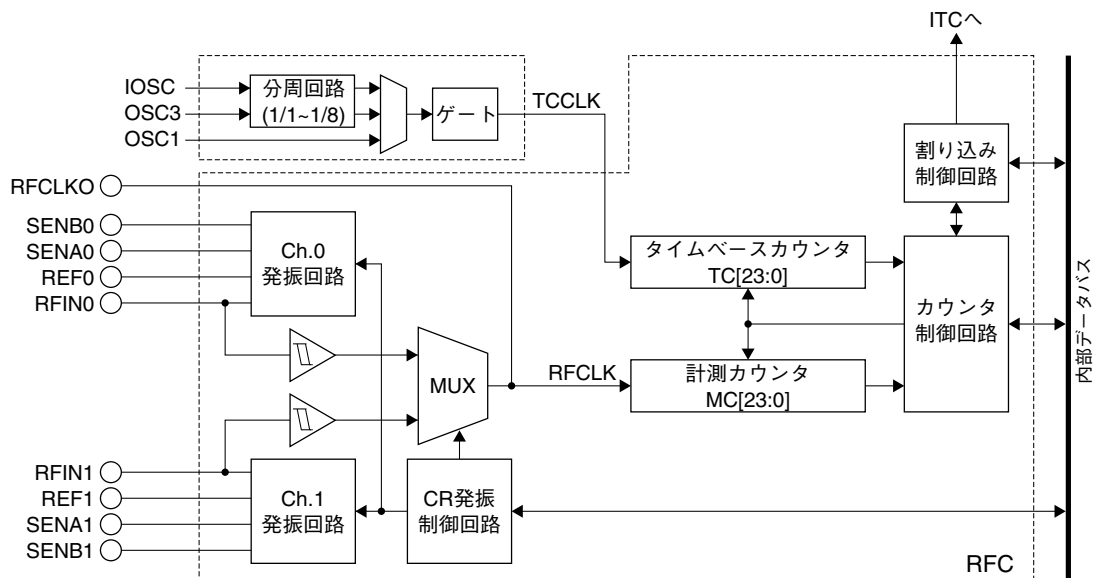 ITCへ
IOSC
OSC3
OSC1
分周回路
(1/1~1/8)
ゲート
TCCLK
割り込み
制御回路
RFCLKO
SENB0
SENA0
REF0
RFIN0
Ch.0
発振回路
タイムベースカウンタ
TC[23:0]
カウンタ
制御回路
内部データバス
MUX
RFCLK
計測カウンタ
MC[23:0]
RFIN1
REF1
SENA1
SENB1
Ch.1
発振回路
CR発振
制御回路
RFC